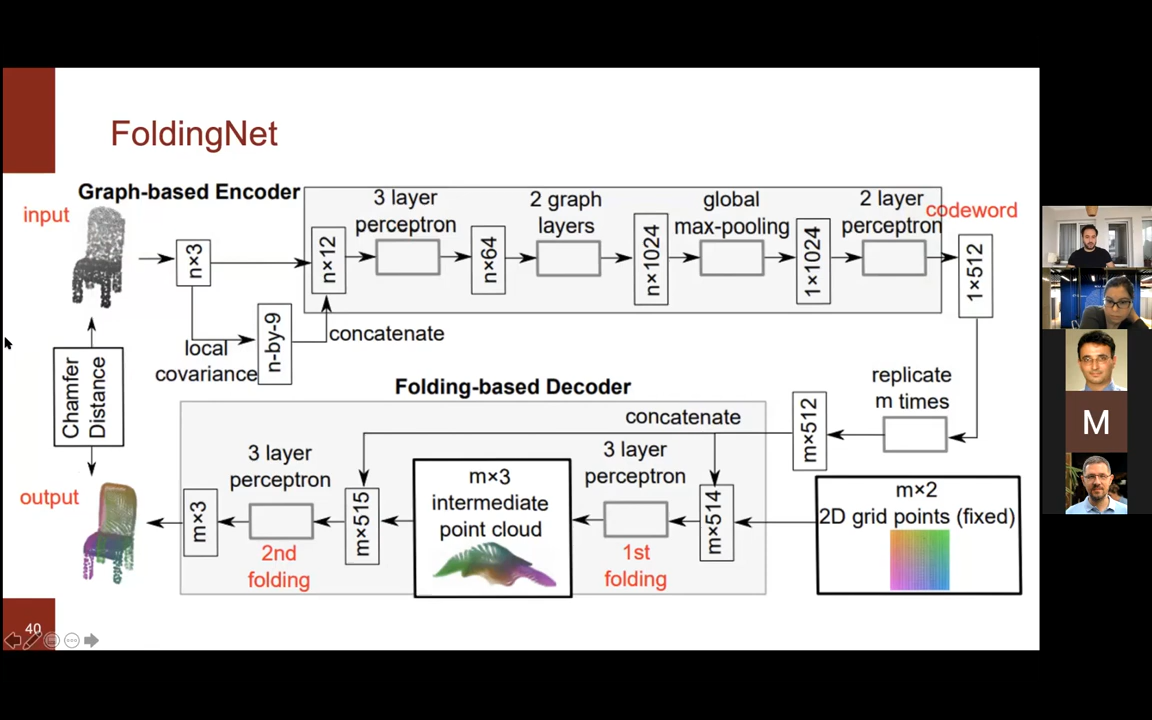 FoldingNet
Graph-based Encoder
input
n×3
local
covariance
n-by-9
concatenate
n×12
3 layer
perceptron
n×64
2 graph
layers
n×1024
global
max-pooling
1×1024
2 layer
perceptron
codeword
1×512
replicate
m times
m×512
Chamfer
Distance
Folding-based Decoder
concatenate
m×2
2D grid points (fixed)
m×514
3 layer
perceptron
1st
folding
m×3
intermediate
point cloud
m×515
3 layer
perceptron
2nd
folding
m×3
output
40
M